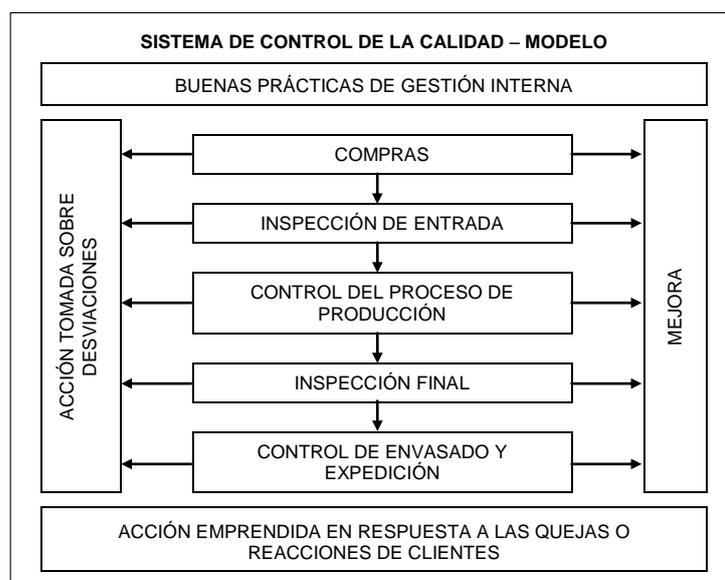 SISTEMA DE CONTROL DE LA CALIDAD – MODELO
BUENAS PRÁCTICAS DE GESTIÓN INTERNA
ACCIÓN TOMADA SOBRE
DESVIACIONES
COMPRAS
INSPECCIÓN DE ENTRADA
CONTROL DEL PROCESO DE
PRODUCCIÓN
INSPECCIÓN FINAL
CONTROL DE ENVASADO Y
EXPEDICIÓN
MEJORA
ACCIÓN EMPRENDIDA EN RESPUESTA A LAS QUEJAS O
REACCIONES DE CLIENTES